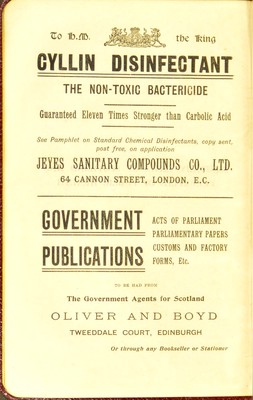 To H.M. the King
CYLLIN DISINFECTANT
THE NON-TOXIC BACTERICIDE
Guaranteed Eleven Times Stronger than Carbolic Acid
See Pamphlet on Standard Chemical Disinfectants, copy sent,
post free, on application
JEYES SANITARY COMPOUNDS CO., LTD.
64 CANNON STREET, LONDON, E.C.
GOVERNMENT
PUBLICATIONS
ACTS OF PARLIAMENT
PARLIAMENTARY PAPERS
CUSTOMS AND FACTORY
FORMS, Etc.
TO BE HAD FROM
The Government Agents for Scotland
OLIVER AND BOYD
TWEEDDALE COURT, EDINBURGH
Or through any Bookseller or Stationer